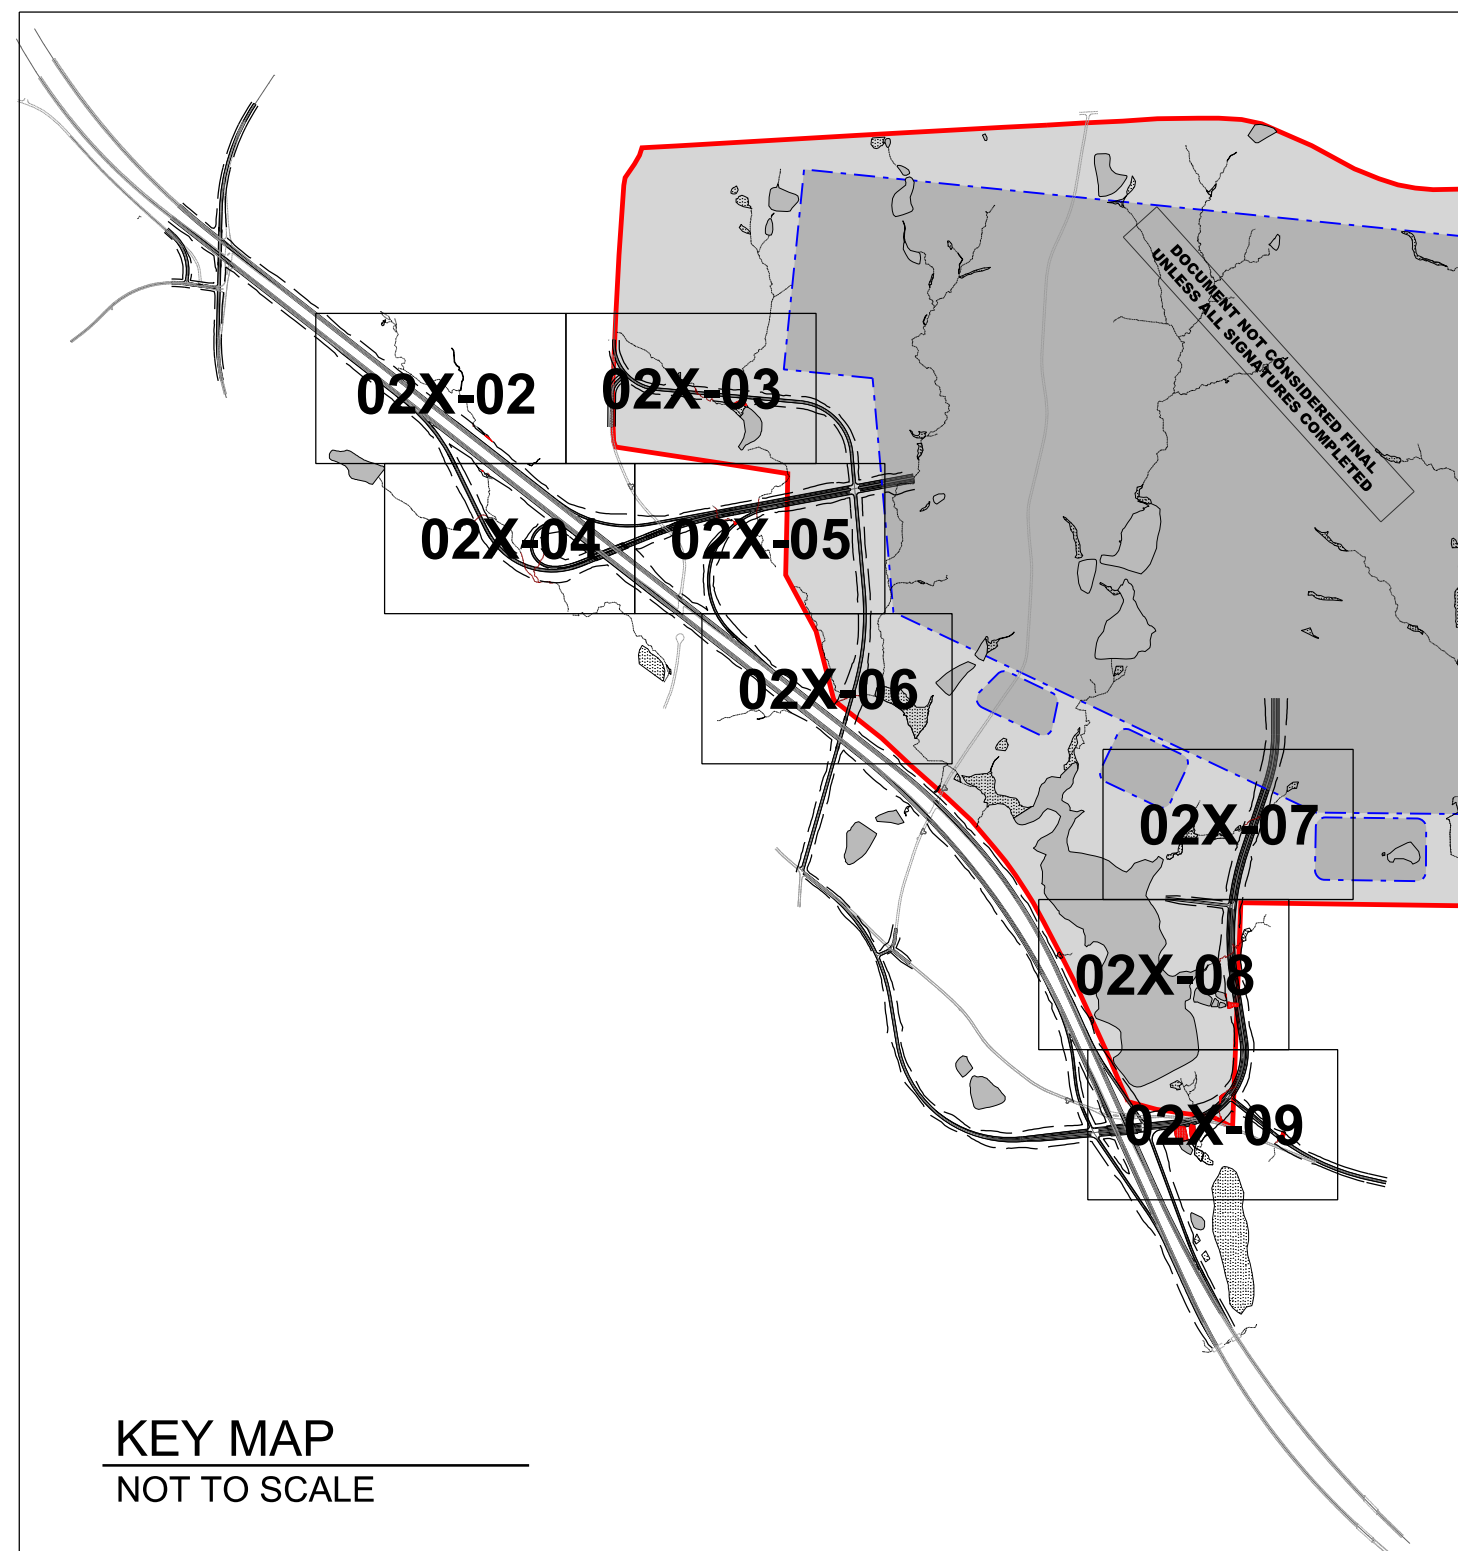 DOCUMENT NOT CONSIDERED FINAL
UNLESS ALL SIGNATURES COMPLETED
02X-02
02X-03
02X-04
02X-05
02X-06
02X-07
02X-08
02X-09
KEY MAP
NOT TO SCALE